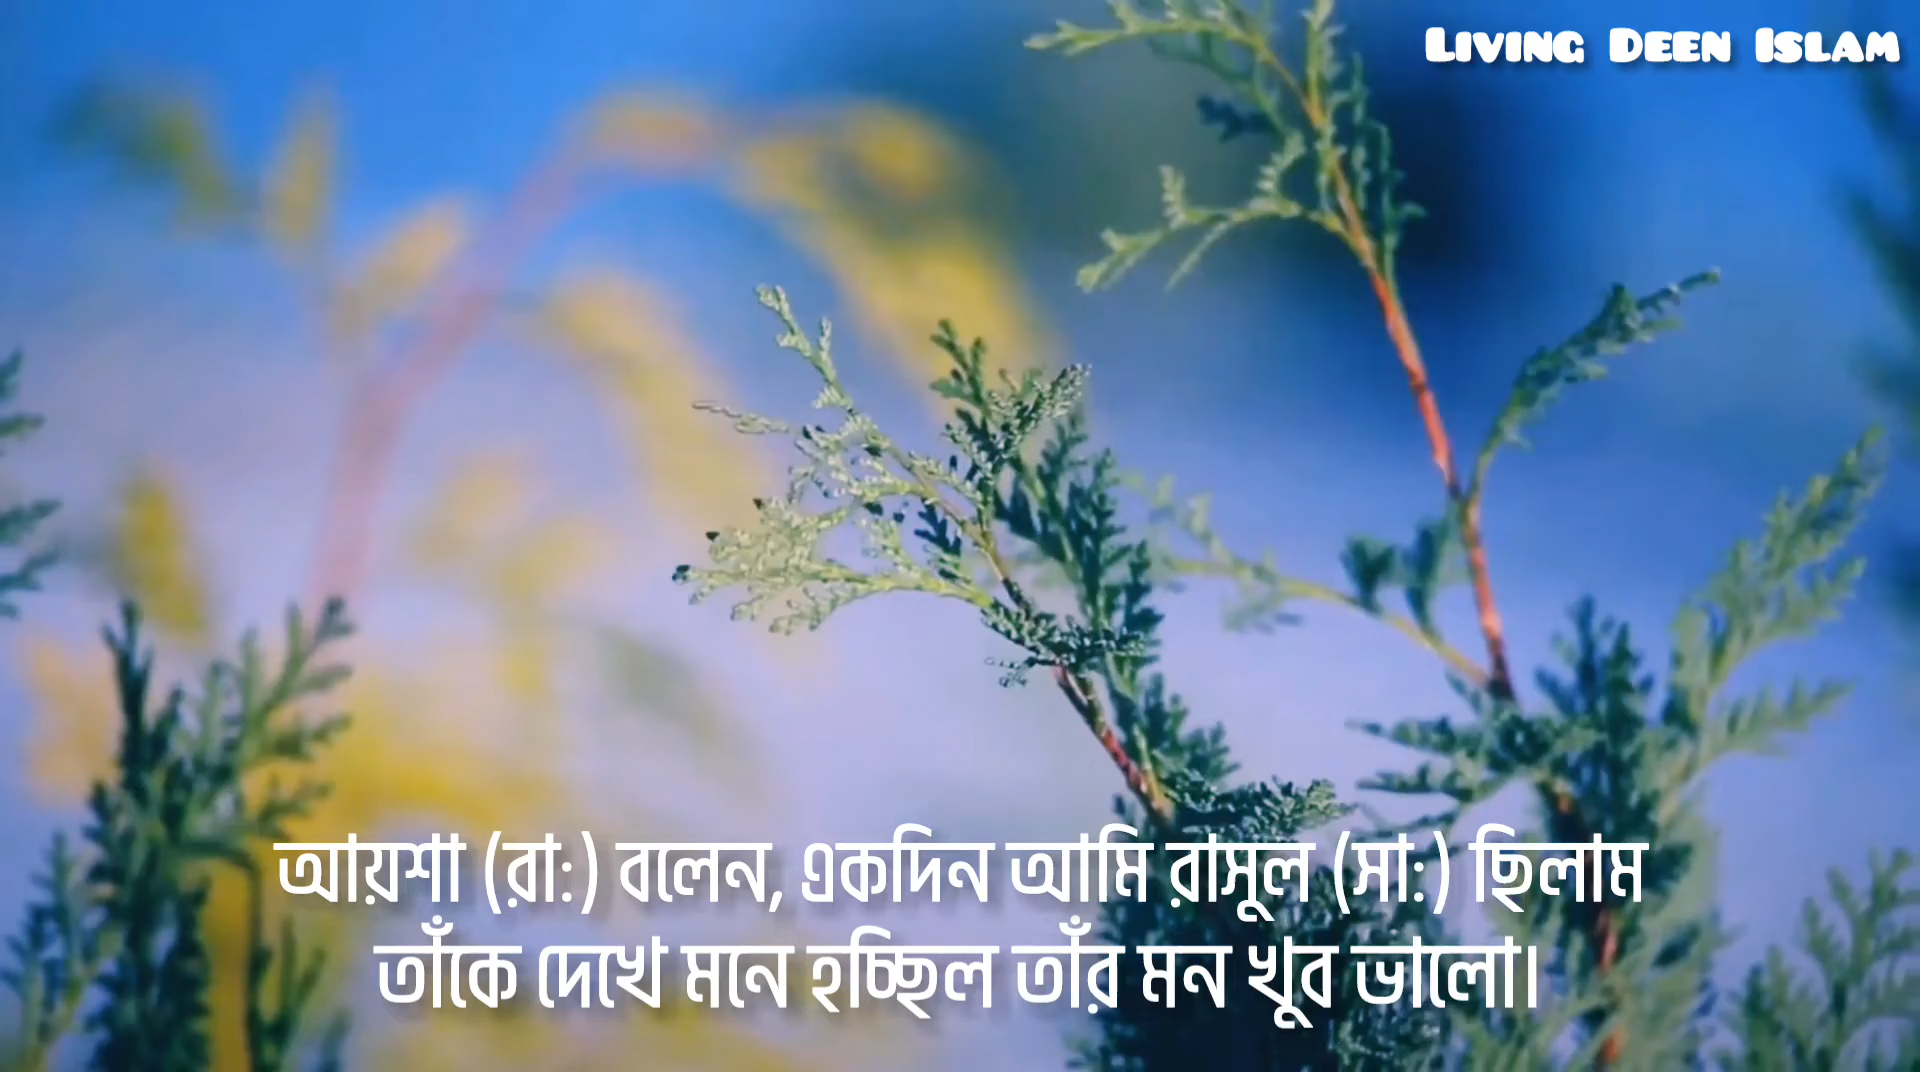 Living Deen Islam
আয়শা (রাঃ) বলেন, একদিন আমি রাসূল (সাঃ) ছিলাম
তাঁকে দেখে মনে হচ্ছিল তাঁর মন খুব ভালো।